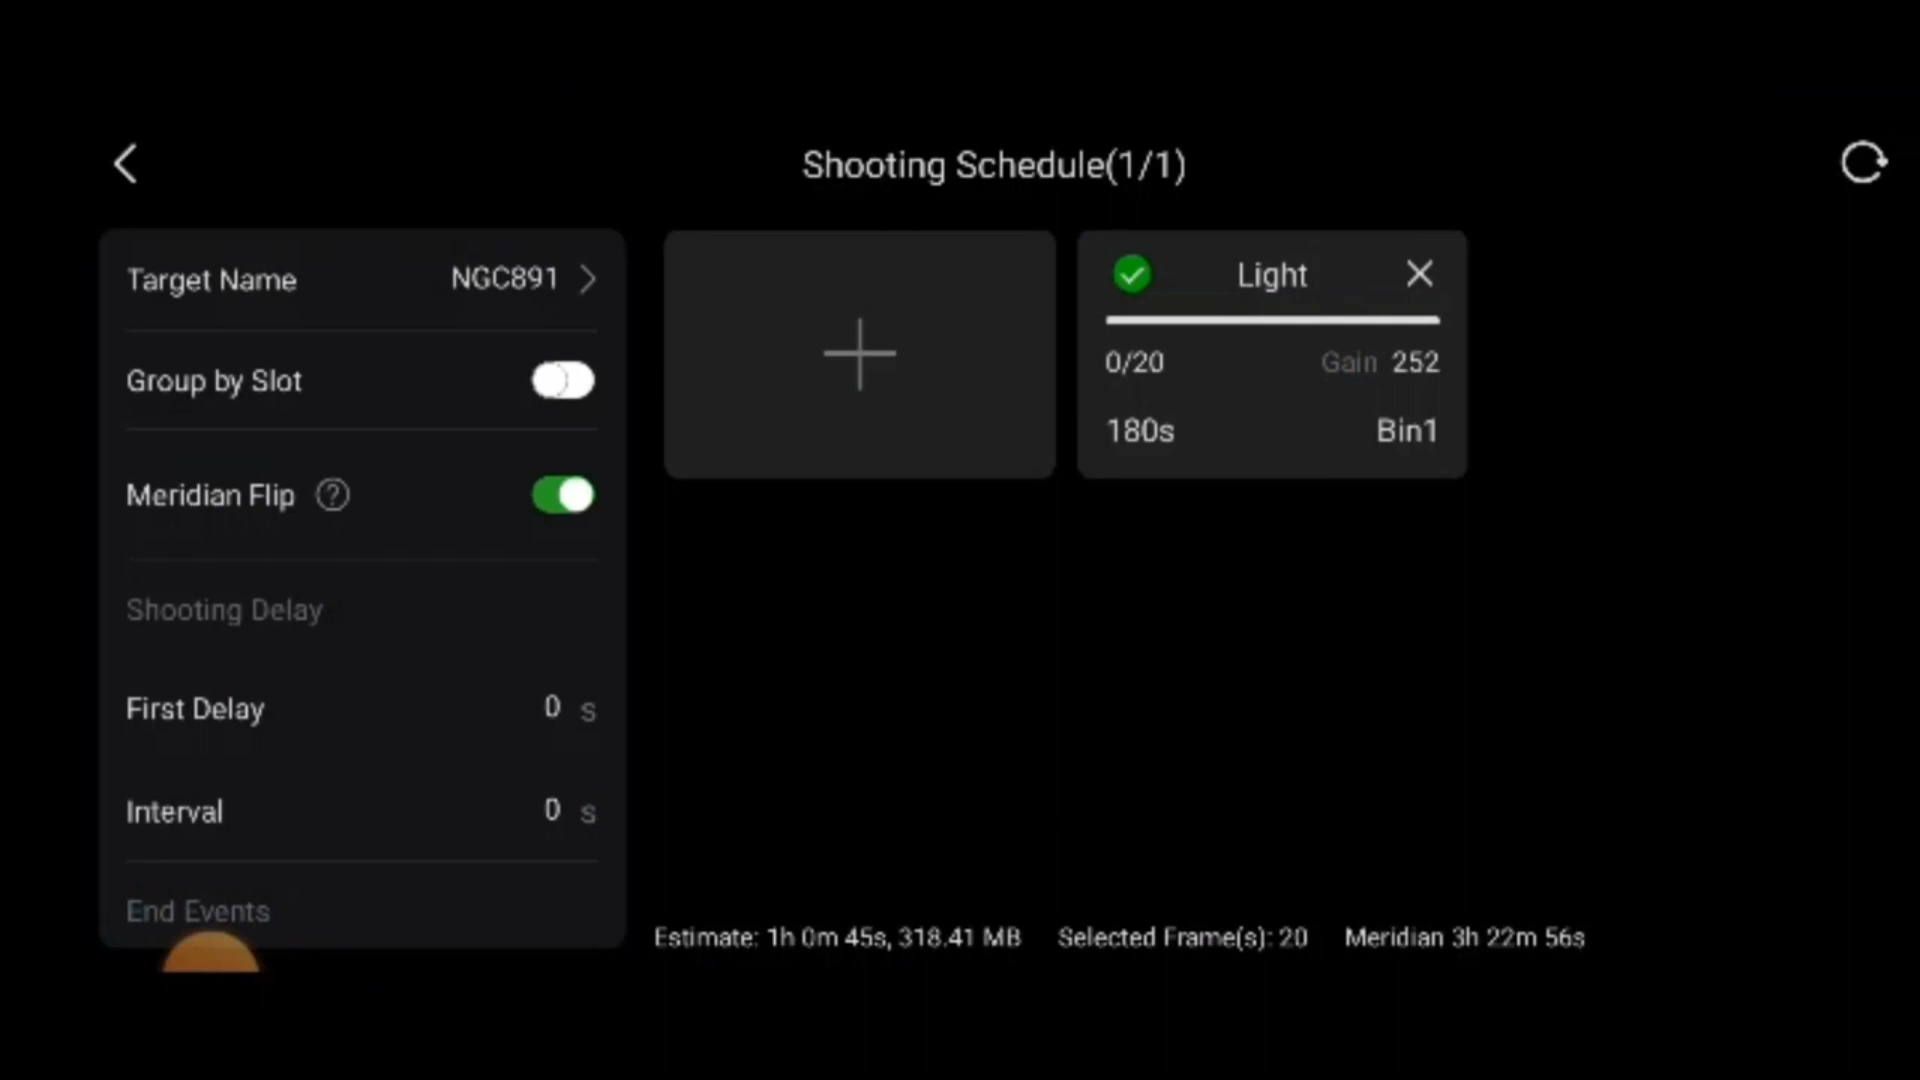 Shooting Schedule(1/1)
Target Name NGC891
Group by Slot
Meridian Flip ?
Shooting Delay
First Delay 0 s
Interval 0 s
End Events
Light
0/20 Gain 252
180s Bin1
Estimate: 1h 0m 45s, 318.41 MB Selected Frame(s): 20 Meridian 3h 22m 56s